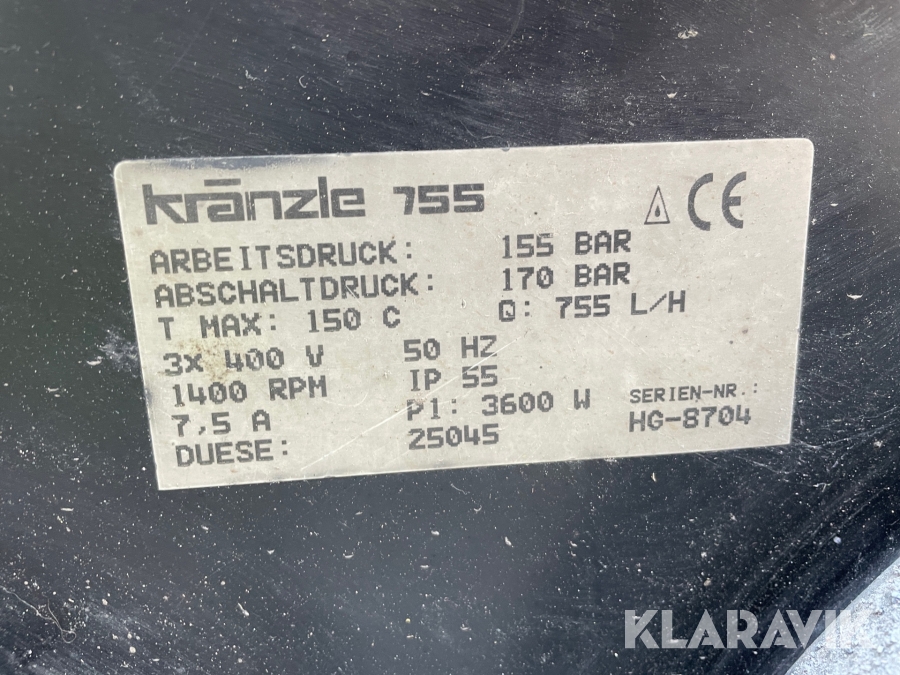 kränzle 755 CE
ARBEITSDRUCK: 155 BAR
ABSCHALTDRUCK: 170 BAR
T MAX: 150 C Q: 755 L/H
3x 400 V 50 HZ
1400 RPM IP 55
7,5 A P1: 3600 W SERIEN-NR.:
DUESE: 25045 HG-8704
KLARAVIK